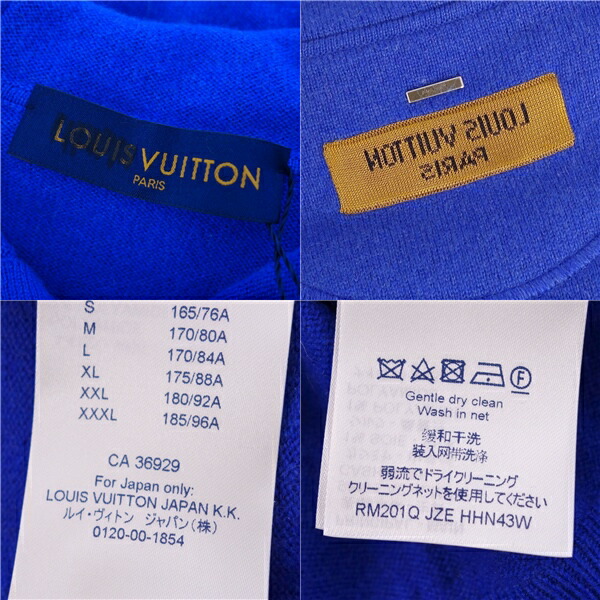 LOUIS VUITTON
PARIS
LOUIS VUITTON
PARIS
S 165/76A
M 170/80A
L 170/84A
XL 175/88A
XXL 180/92A
XXXL 185/96A
CA 36929
For Japan only:
LOUIS VUITTON JAPAN K.K.
ルイ・ヴィトン ジャパン(株)
0120-00-1854
Gentle dry clean
Wash in net
缓和干洗
装入网带洗涤
弱流でドライクリーニング
クリーニングネットを使用してください
RM201Q JZE HHN43W